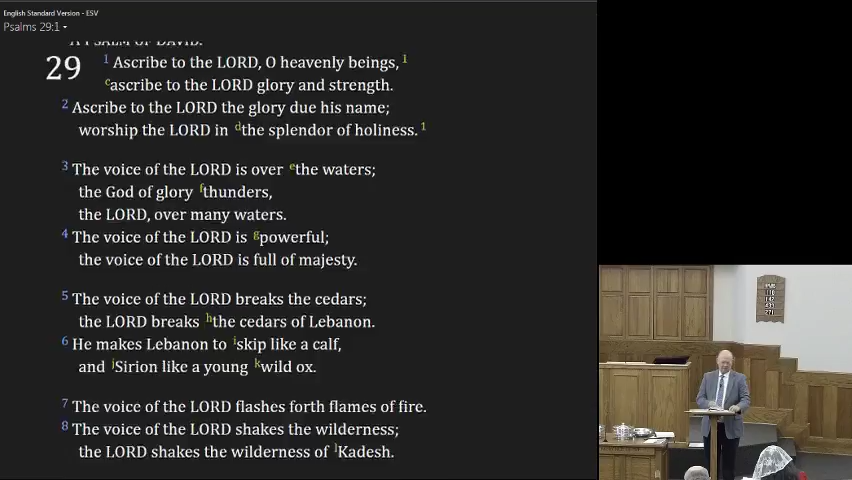 English Standard Version - ESV
Psalms 29:1
A PSALM OF DAVID.
29 1 Ascribe to the LORD, O heavenly beings, 1
c ascribe to the LORD glory and strength.
2 Ascribe to the LORD the glory due his name;
worship the LORD in d the splendor of holiness. 1
3 The voice of the LORD is over e the waters;
the God of glory f thunders,
the LORD, over many waters.
4 The voice of the LORD is g powerful;
the voice of the LORD is full of majesty.
5 The voice of the LORD breaks the cedars;
the LORD breaks h the cedars of Lebanon.
6 He makes Lebanon to i skip like a calf,
and j Sirion like a young k wild ox.
7 The voice of the LORD flashes forth flames of fire.
8 The voice of the LORD shakes the wilderness;
the LORD shakes the wilderness of l Kadesh.